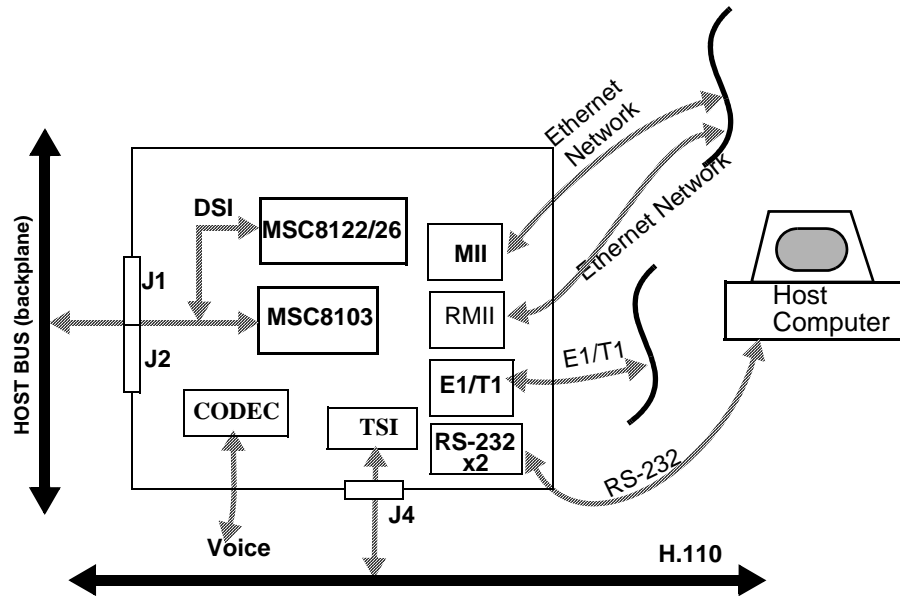 Ethernet
Network
Ethernet Network
HOST BUS (backplane)
DSI
MSC8122/26
MII
J1
MSC8103
RMII
Host
Computer
J2
E1/T1
E1/T1
CODEC
TSI
RS-232
x2
RS-232
J4
Voice
H.110